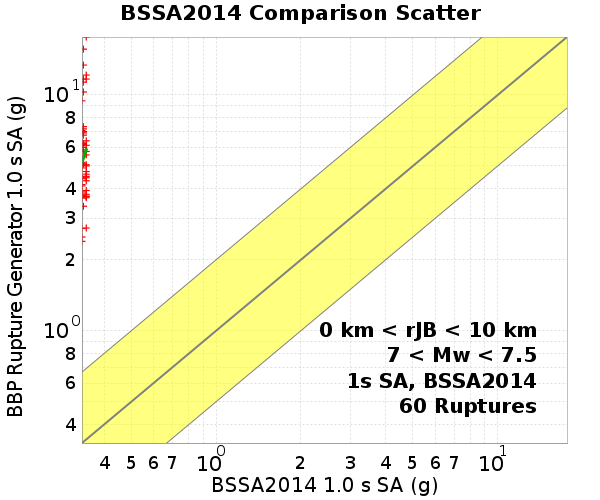 BSSA2014 Comparison Scatter
BBP Rupture Generator 1.0 s SA (g)
10^1
8
6
4
3
2
10^0
8
6
4
0 km < rJB < 10 km
7 < Mw < 7.5
1s SA, BSSA2014
60 Ruptures
4 5 6 7 10^0 2 3 4 5 6 7 10^1
BSSA2014 1.0 s SA (g)